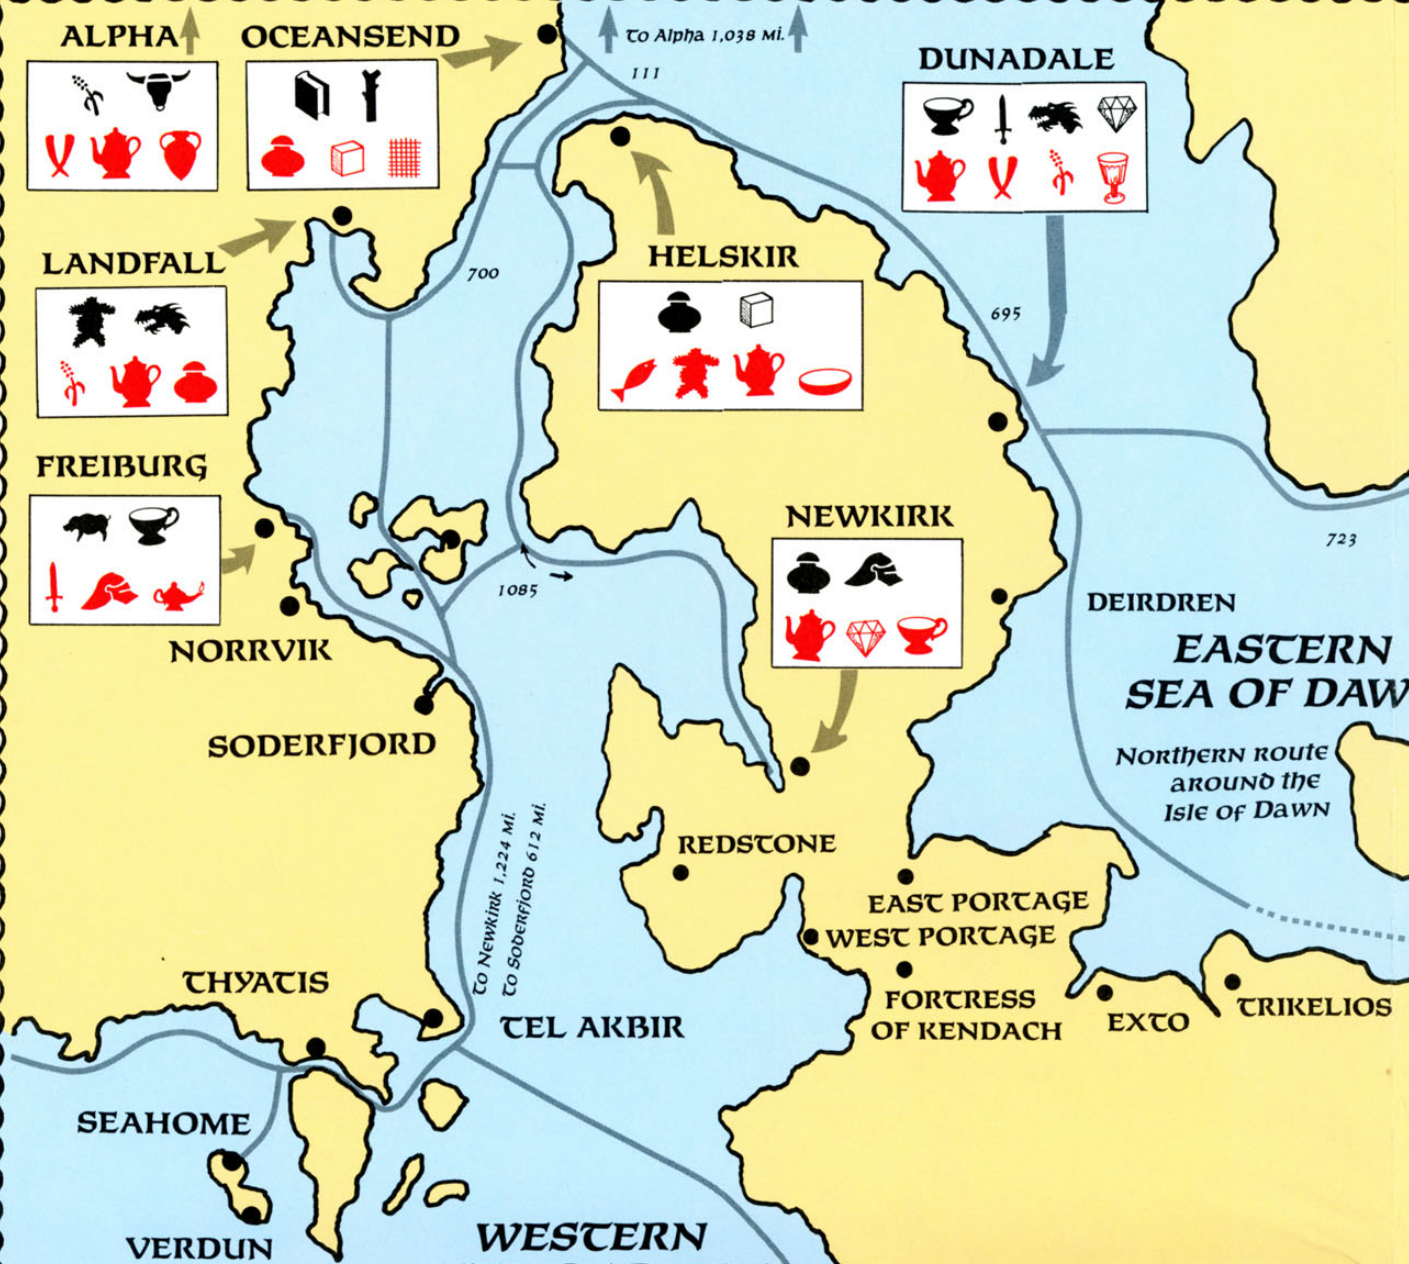 ALPHA
OCEANSEND
To Alpha 1,038 Mi.
111
DUNADALE
LANDFALL
700
HELSKIR
695
FREIBURG
NEWKIRK
723
1085
DEIRDREN
NORRVIK
EASTERN
SEA OF DAW
SODERFJORD
Northern route
around the
Isle of Dawn
To Newkirk 1,224 Mi.
To Soderfjord 612 Mi.
REDSTONE
EAST PORTAGE
WEST PORTAGE
THYATIS
FORTRESS
OF KENDACH
EXTO
TRIKELIOS
TEL AKBIR
SEAHOME
VERDUN
WESTERN